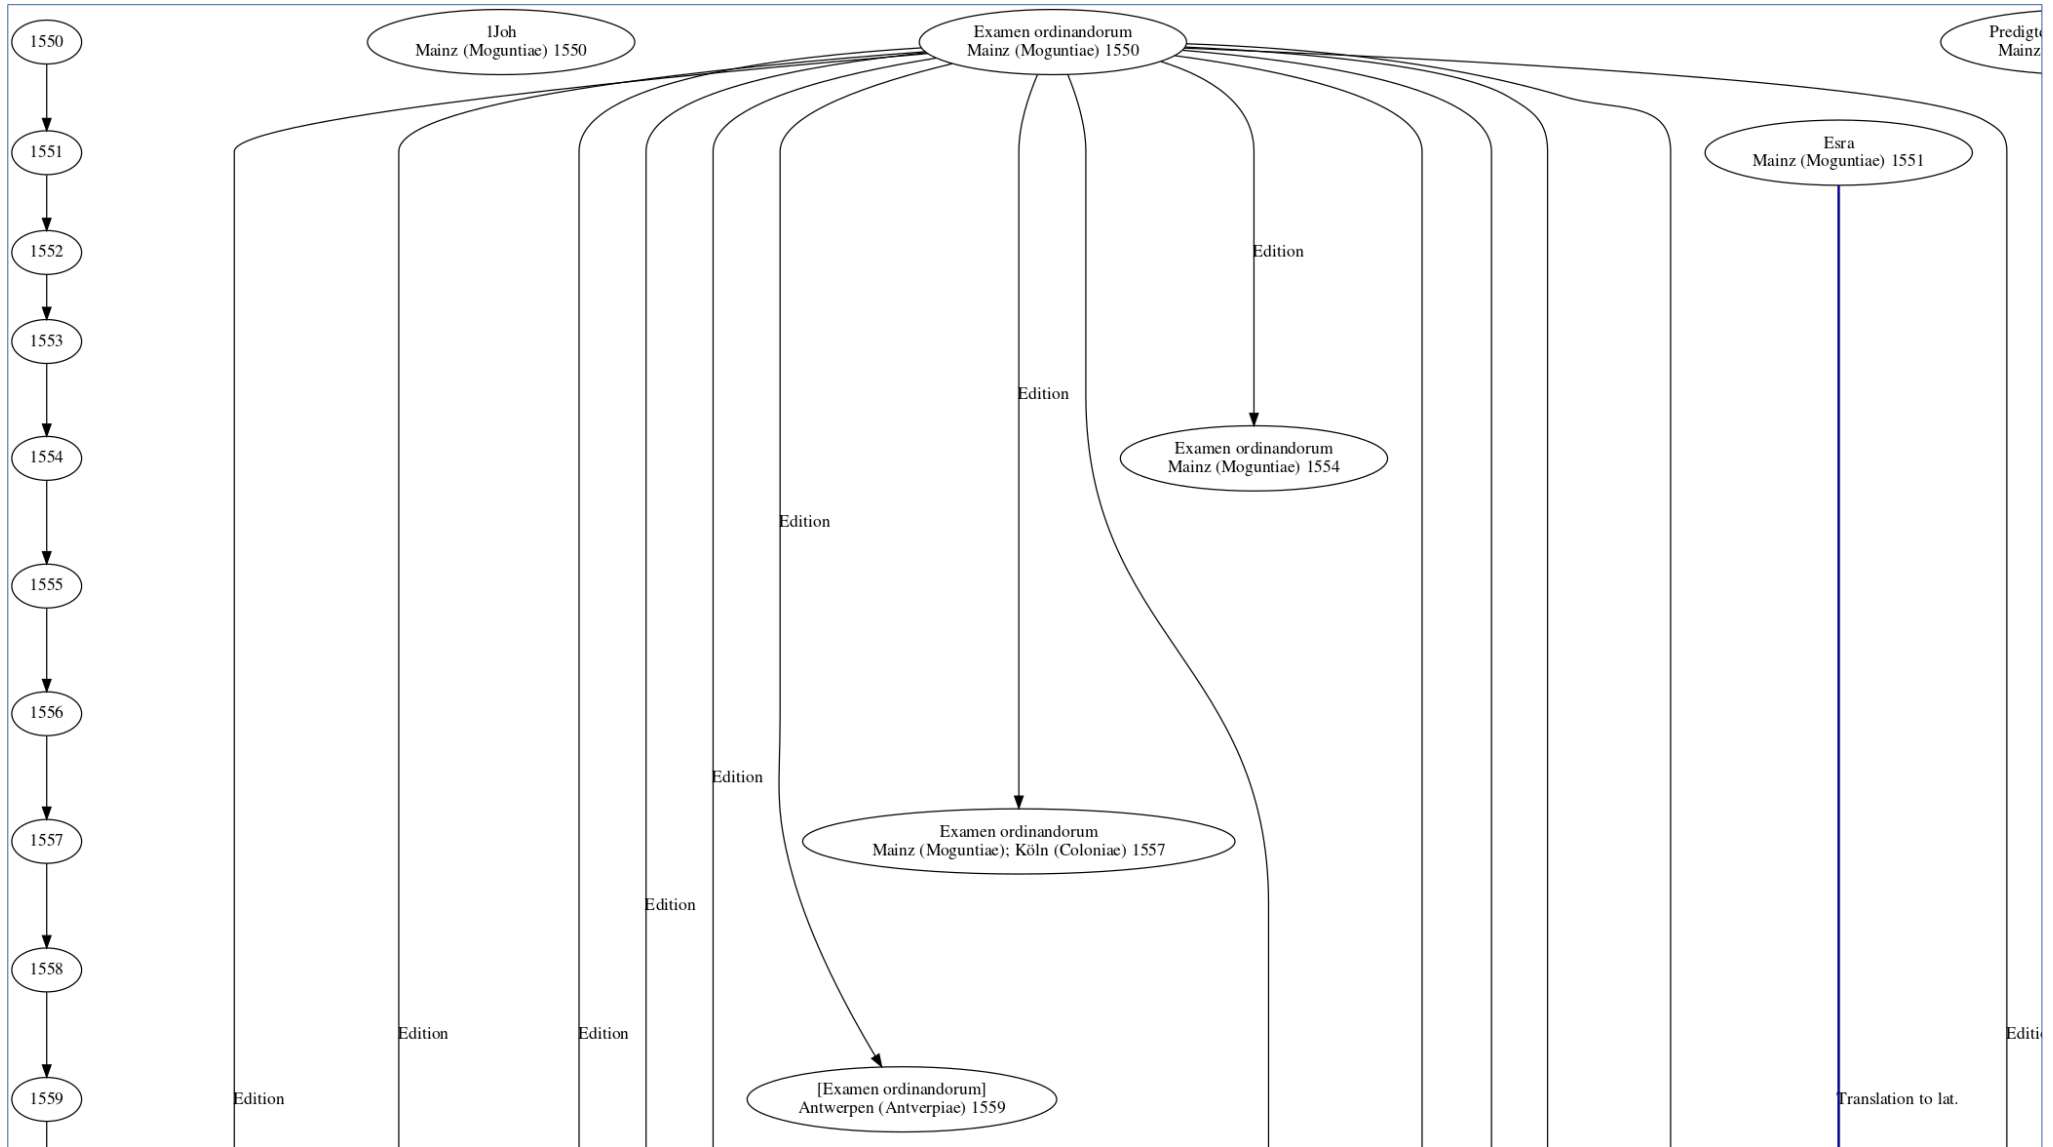 1550
1Joh
Mainz (Moguntiae) 1550
Examen ordinandorum
Mainz (Moguntiae) 1550
Mainz
1551
Esra
Mainz (Moguntiae) 1551
1552
Edition
1553
Edition
1554
Examen ordinandorum
Mainz (Moguntiae) 1554
Edition
1555
1556
Edition
1557
Examen ordinandorum
Mainz (Moguntiae); Köln (Coloniae) 1557
Edition
1558
Edition
Edition
1559
Edition
[Examen ordinandorum]
Antwerpen (Antverpiae) 1559
Translation to lat.